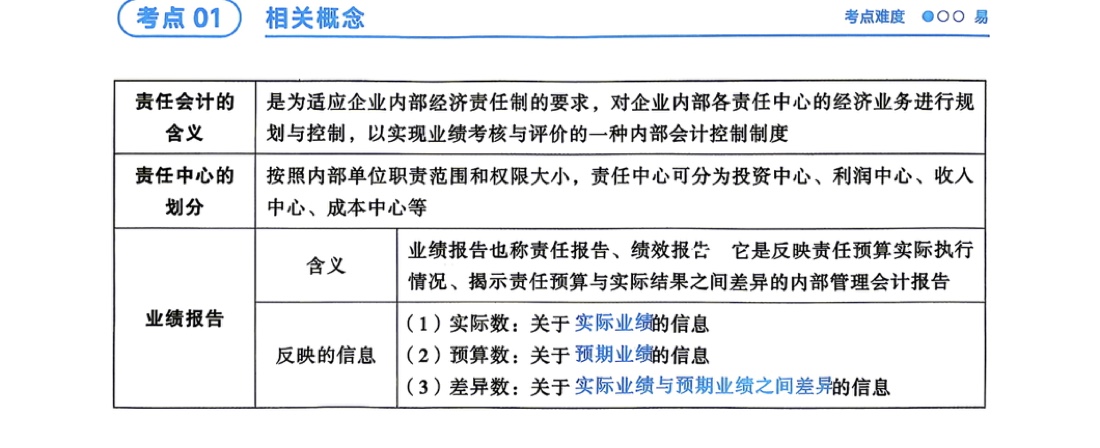 考点 01 相关概念 考点难度 易
责任会计的
含义
是为适应企业内部经济责任制的要求，对企业内部各责任中心的经济业务进行规
划与控制，以实现业绩考核与评价的一种内部会计控制制度
责任中心的
划分
按照内部单位职责范围和权限大小，责任中心可分为投资中心、利润中心、收入
中心、成本中心等
业绩报告
含义
业绩报告也称责任报告、绩效报告 它是反映责任预算实际执行
情况、揭示责任预算与实际结果之间差异的内部管理会计报告
反映的信息
（1）实际数：关于实际业绩的信息
（2）预算数：关于预期业绩的信息
（3）差异数：关于实际业绩与预期业绩之间差异的信息